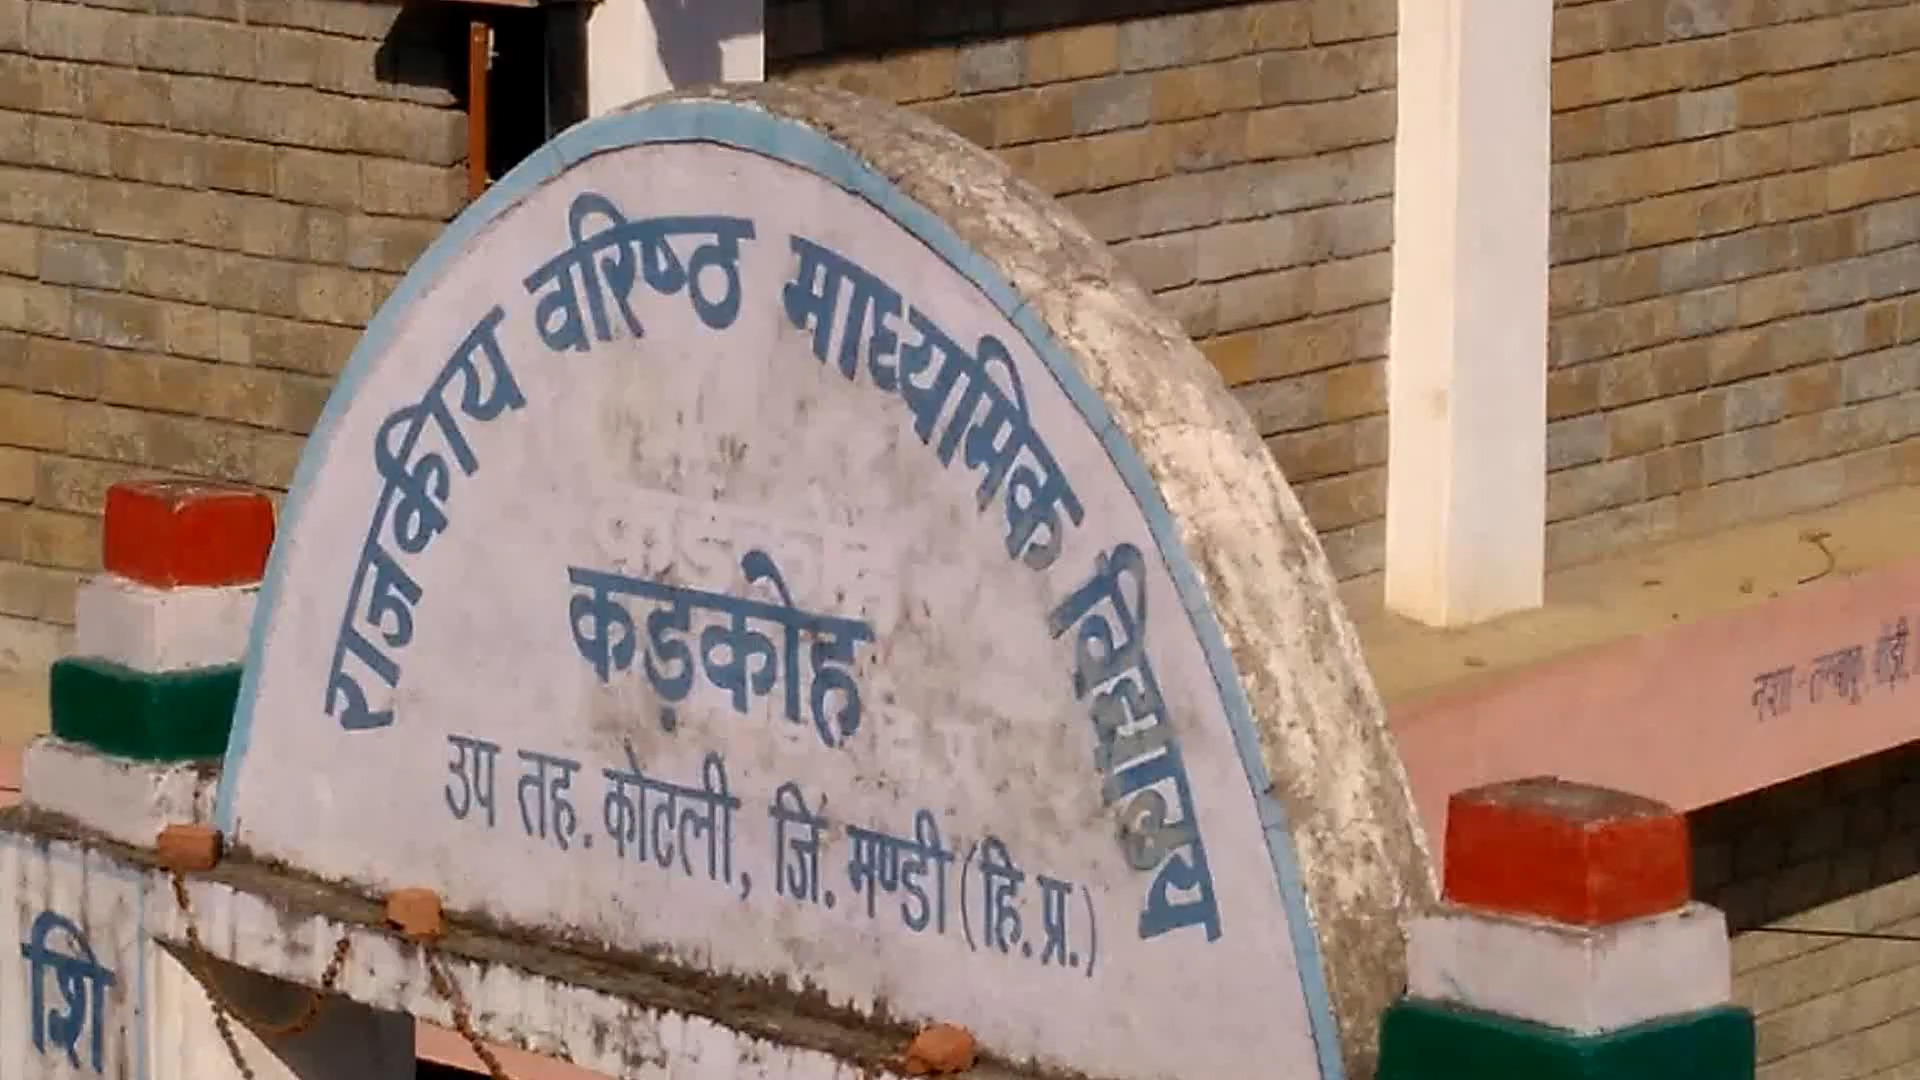 राजकीय वरिष्ठ माध्यमिक विद्यालय
कड़कोह
उप तह. कोटली, जि. मण्डी (हि. प्र.)
शि